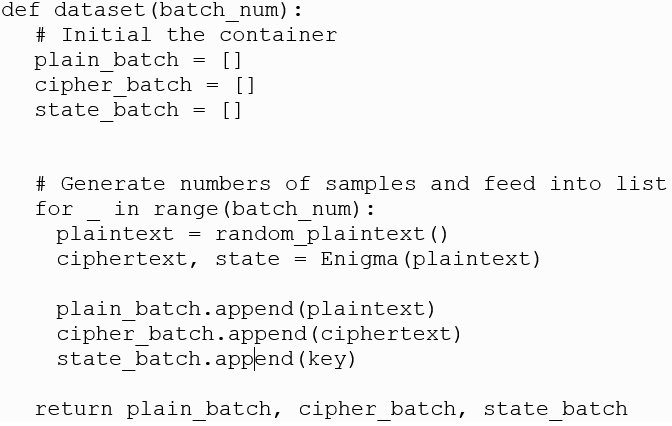 def dataset(batch_num):
# Initial the container
plain_batch = []
cipher_batch = []
state_batch = []
# Generate numbers of samples and feed into list
for _ in range(batch_num):
plaintext = random_plaintext()
ciphertext, state = Enigma(plaintext)
plain_batch.append(plaintext)
cipher_batch.append(ciphertext)
state_batch.append(key)
return plain_batch, cipher_batch, state_batch